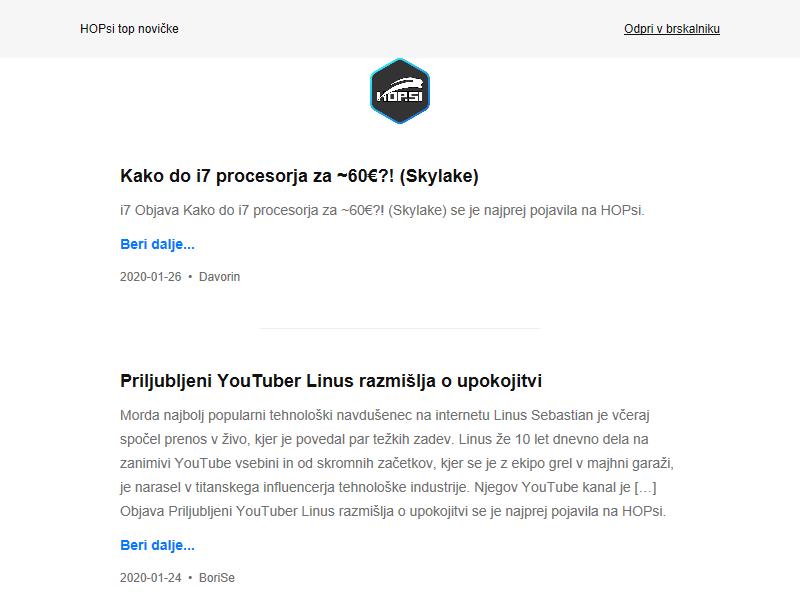 HOPsi top novičke
Odpri v brskalniku
HOP.SI
Kako do i7 procesorja za ~60€?! (Skylake)
i7 Objava Kako do i7 procesorja za ~60€?! (Skylake) se je najprej pojavila na HOPsi.
Beri dalje...
2020-01-26 • Davorin
Priljubljeni YouTuber Linus razmišlja o upokojitvi
Morda najbolj popularni tehnološki navdušenec na internetu Linus Sebastian je včeraj
spočel prenos v živo, kjer je povedal par težkih zadev. Linus že 10 let dnevno dela na
zanimivi YouTube vsebini in od skromnih začetkov, kjer se je z ekipo grel v majhni garaži,
je narasel v titanskega influencerja tehnološke industrije. Njegov YouTube kanal je […]
Objava Priljubljeni YouTuber Linus razmišlja o upokojitvi se je najprej pojavila na HOPsi.
Beri dalje...
2020-01-24 • BoriSe